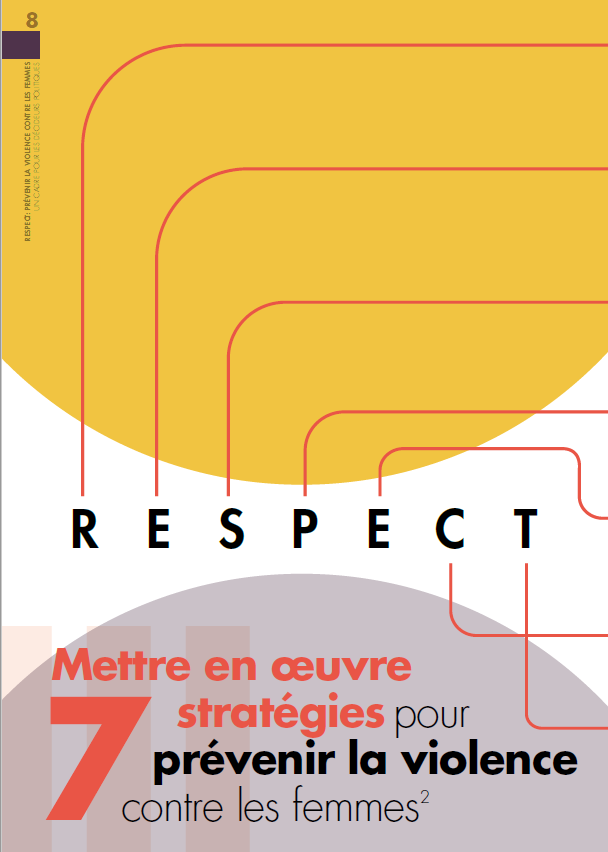 8
RESPECT: PRÉVENIR LA VIOLENCE CONTRE LES FEMMES
UN CADRE POUR LES DÉCIDEURS POLITIQUES
R E S P E C T
Mettre en œuvre
7 stratégies pour
prévenir la violence
contre les femmes²